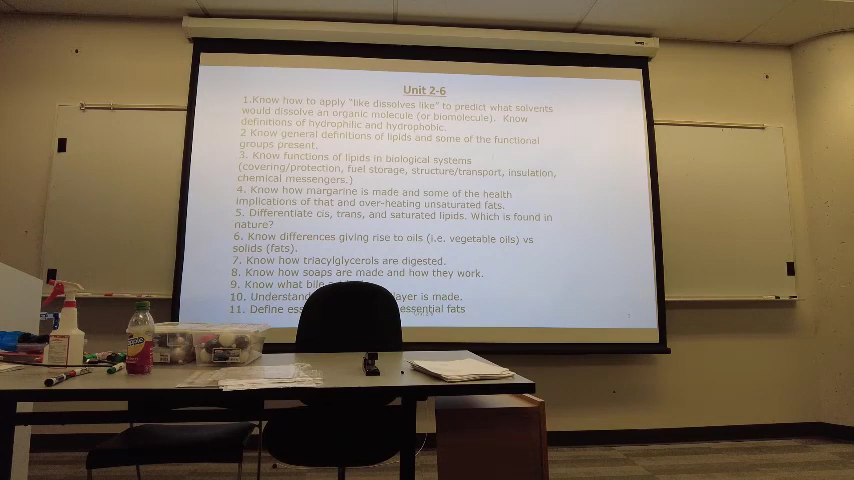 Unit 2-6
1.Know how to apply "like dissolves like" to predict what solvents
would dissolve an organic molecule (or biomolecule). Know
definitions of hydrophilic and hydrophobic.
2 Know general definitions of lipids and some of the functional
groups present.
3. Know functions of lipids in biological systems
(covering/protection, fuel storage, structure/transport, insulation,
chemical messengers.)
4. Know how margarine is made and some of the health
implications of that and over-heating unsaturated fats.
5. Differentiate cis, trans, and saturated lipids. Which is found in
nature?
6. Know differences giving rise to oils (i.e. vegetable oils) vs
solids (fats).
7. Know how triacylglycerols are digested.
8. Know how soaps are made and how they work.
9. Know what bile
10. Understand layer is made.
11. Define essential fats